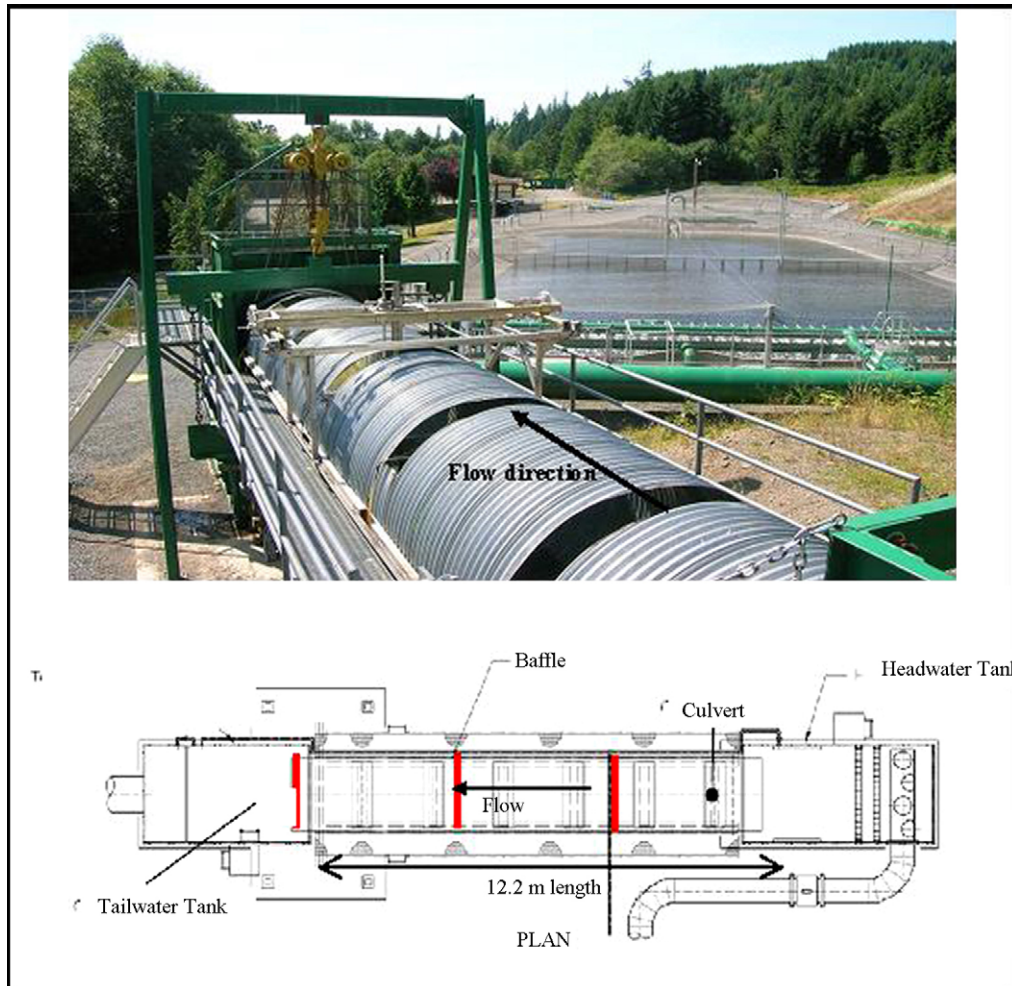 Flow direction
Baffle
Headwater Tank
Culvert
Flow
12.2 m length
Tailwater Tank
PLAN